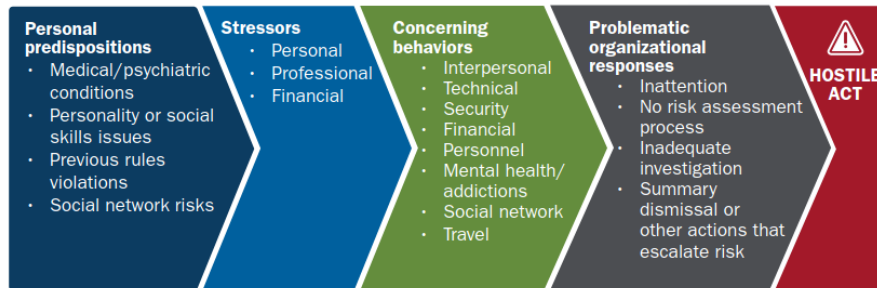 Personal
predispositions
• Medical/psychiatric
conditions
• Personality or social
skills issues
• Previous rules
violations
• Social network risks
Stressors
• Personal
• Professional
• Financial
Concerning
behaviors
• Interpersonal
• Technical
• Security
• Financial
• Personnel
• Mental health/
addictions
• Social network
• Travel
Problematic
organizational
responses
• Inattention
• No risk assessment
process
• Inadequate
investigation
• Summary
dismissal or
other actions that
escalate risk
HOSTILE
ACT